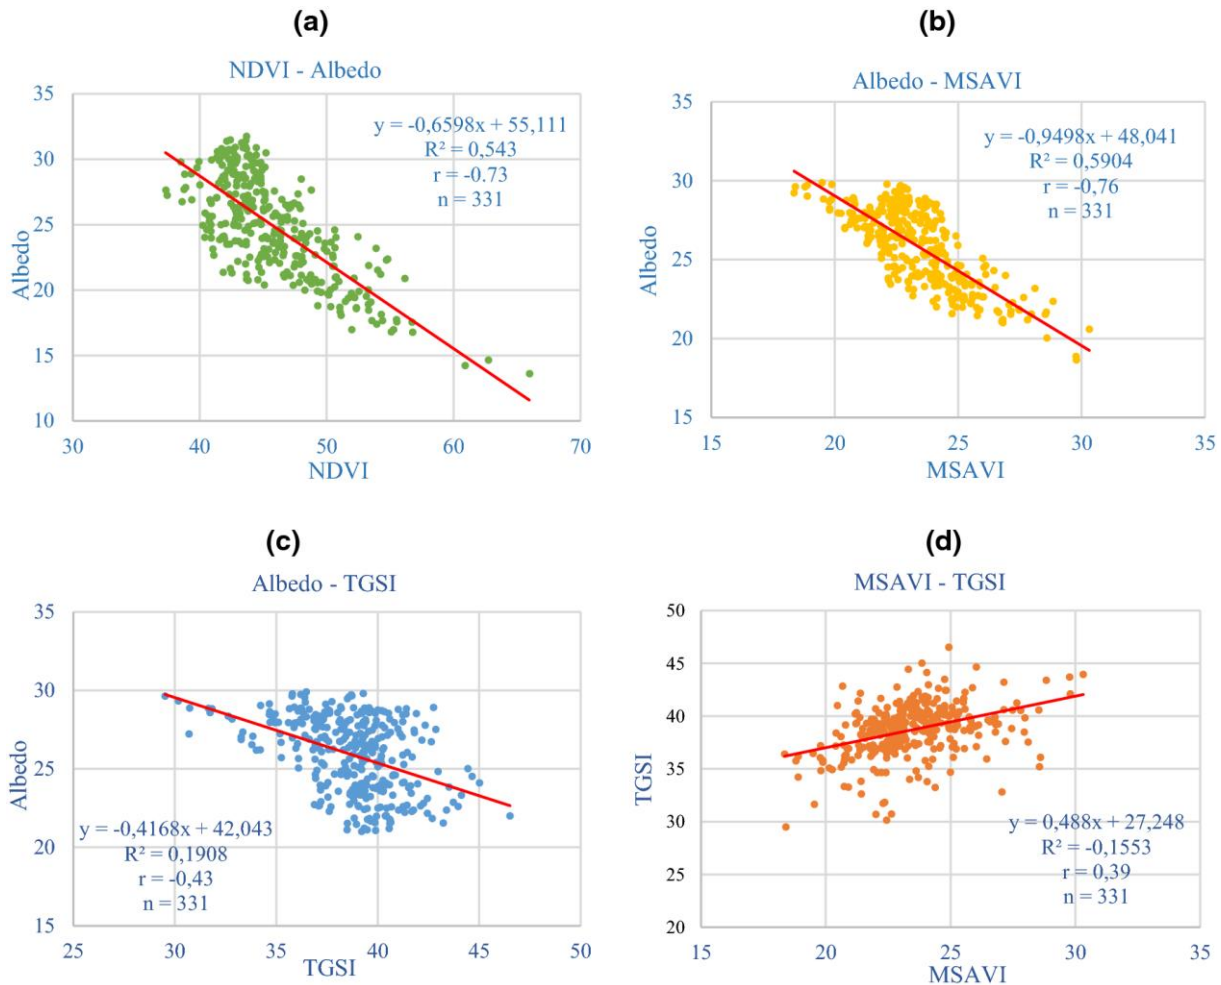 (a)
NDVI - Albedo
35
30
25
20
15
10
Albedo
y = -0,6598x + 55,111
R² = 0,543
r = -0.73
n = 331
30 40 50 60 70
NDVI
(b)
Albedo - MSAVI
35
30
25
20
15
Albedo
y = -0,9498x + 48,041
R² = 0,5904
r = -0,76
n = 331
15 20 25 30 35
MSAVI
(c)
Albedo - TGSI
35
30
25
20
15
Albedo
y = -0,4168x + 42,043
R² = 0,1908
r = -0,43
n = 331
25 30 35 40 45 50
TGSI
(d)
MSAVI - TGSI
50
45
40
35
30
25
20
TGSI
y = 0,488x + 27,248
R² = -0,1553
r = 0,39
n = 331
15 20 25 30 35
MSAVI